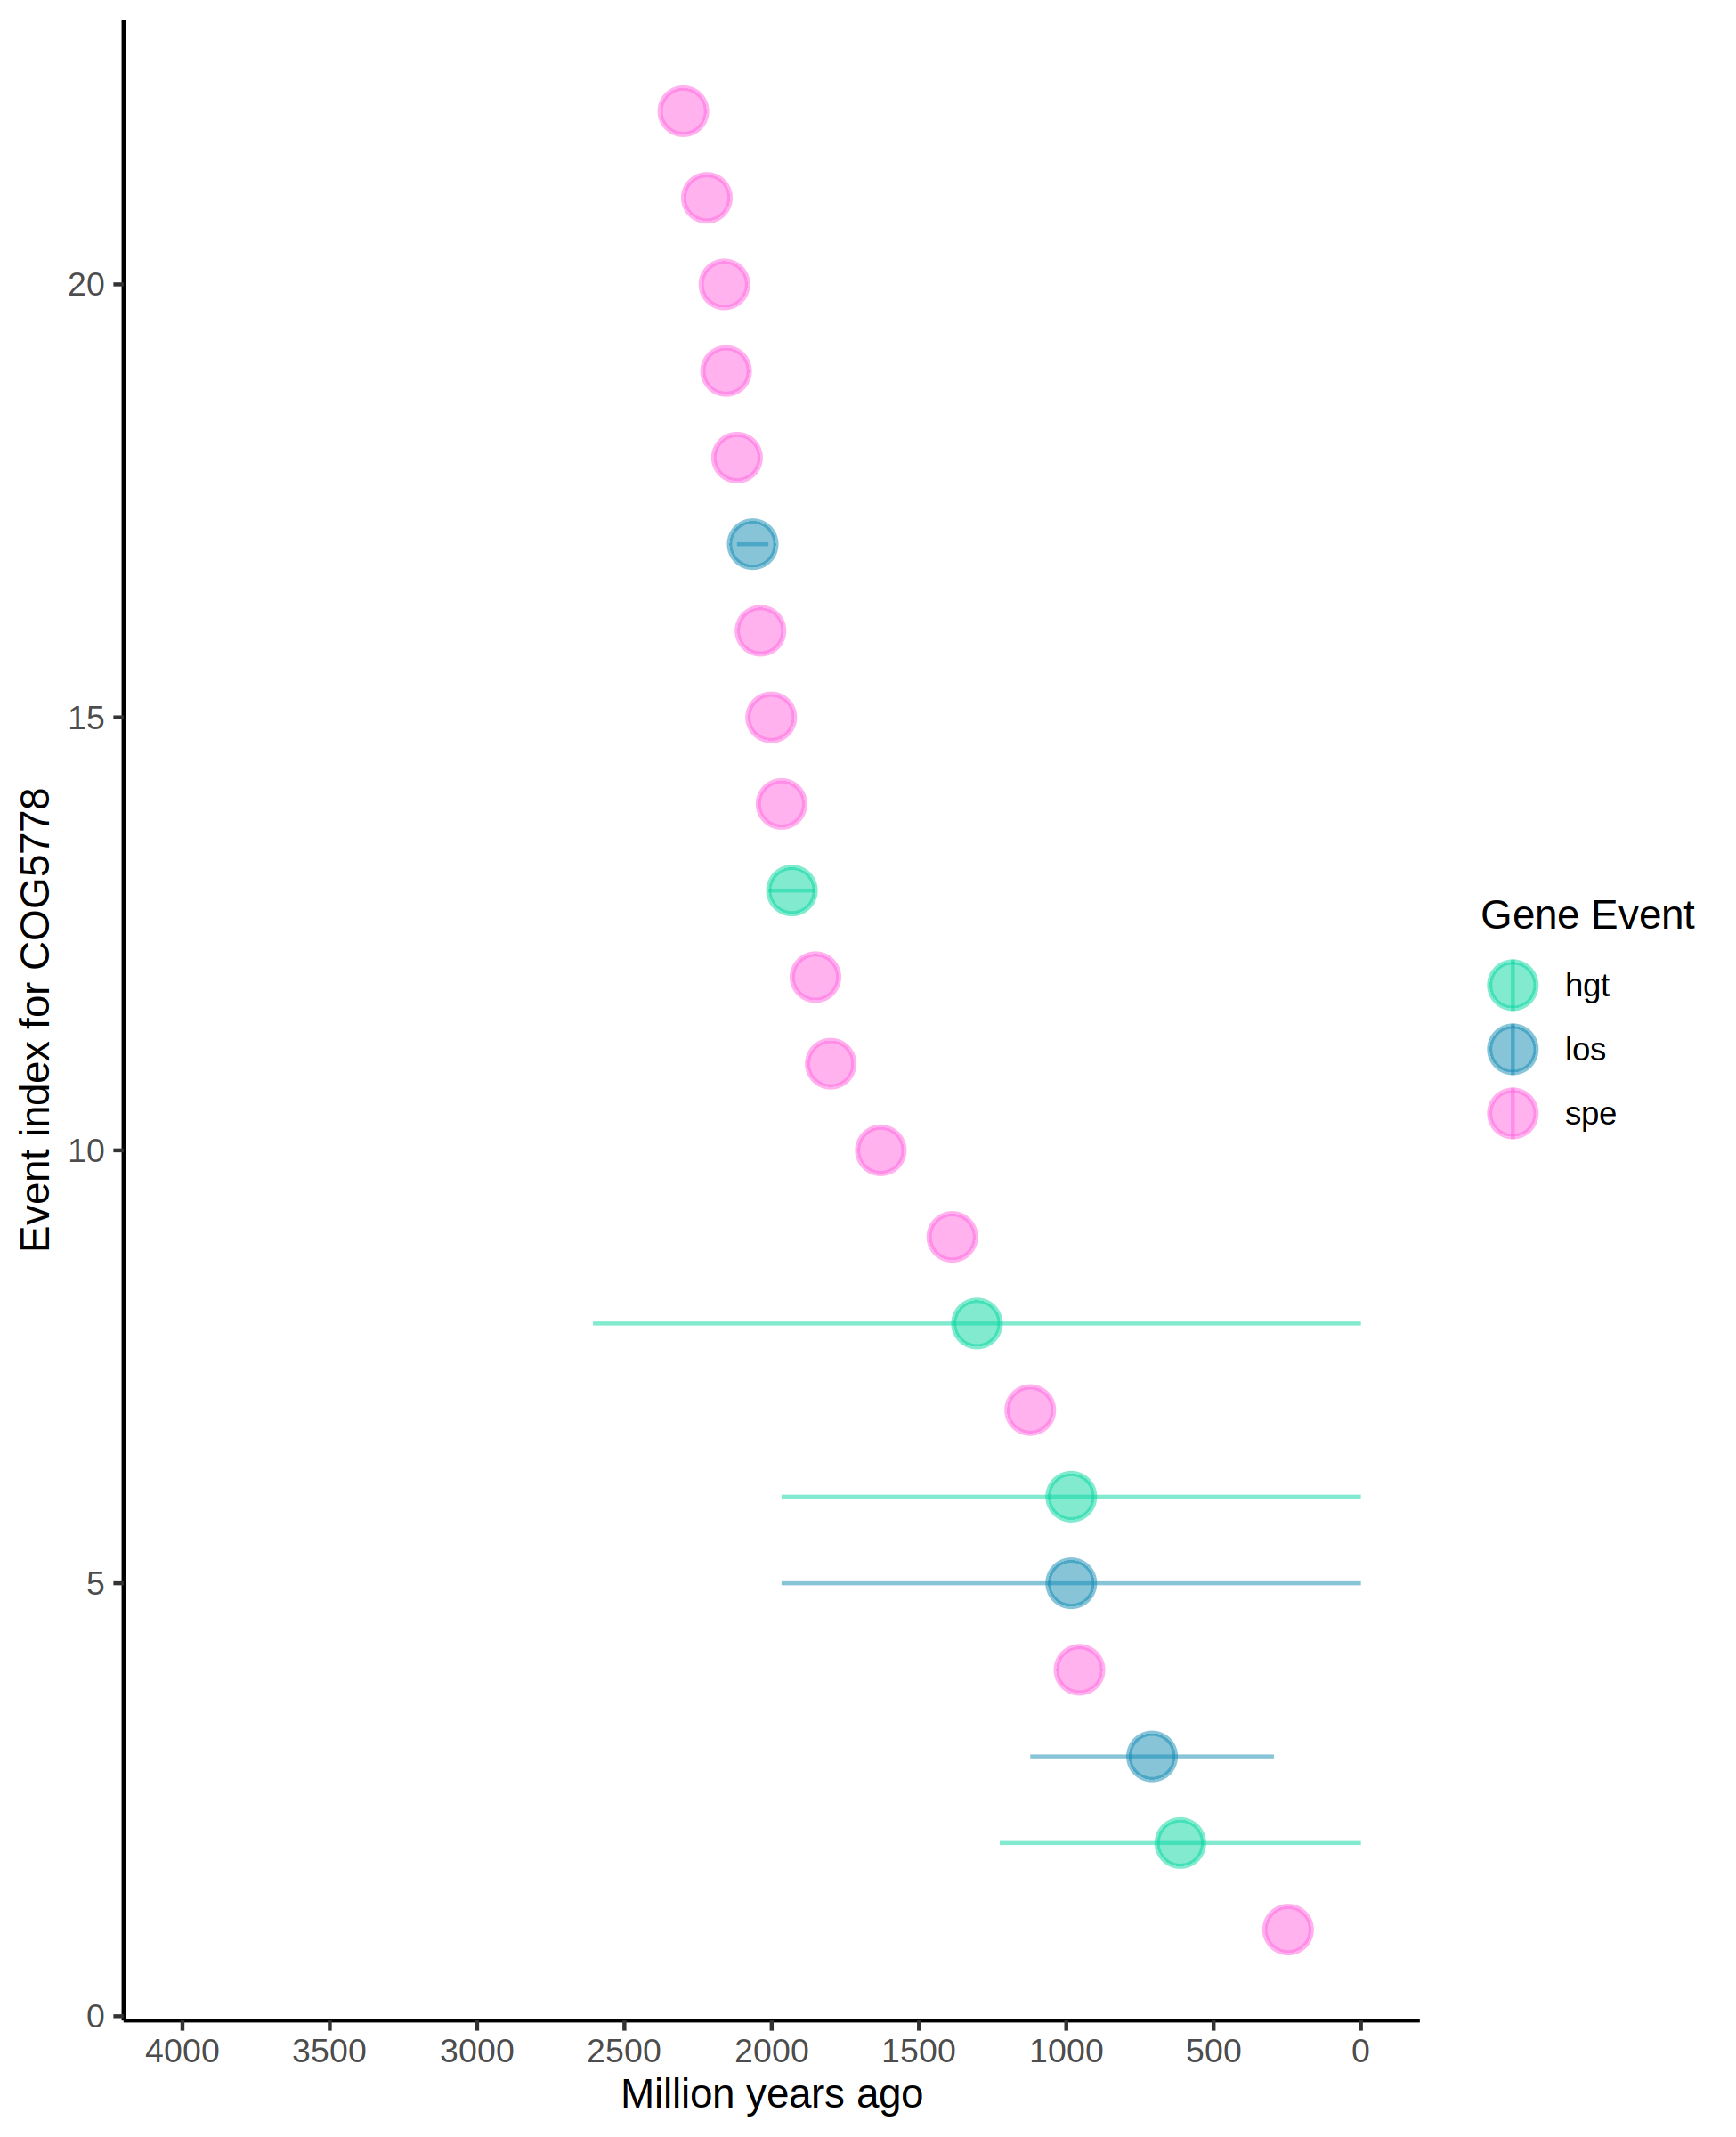 20
15
10
5
0
Event index for COG5778
4000 3500 3000 2500 2000 1500 1000 500 0
Million years ago
Gene Event
hgt
los
spe